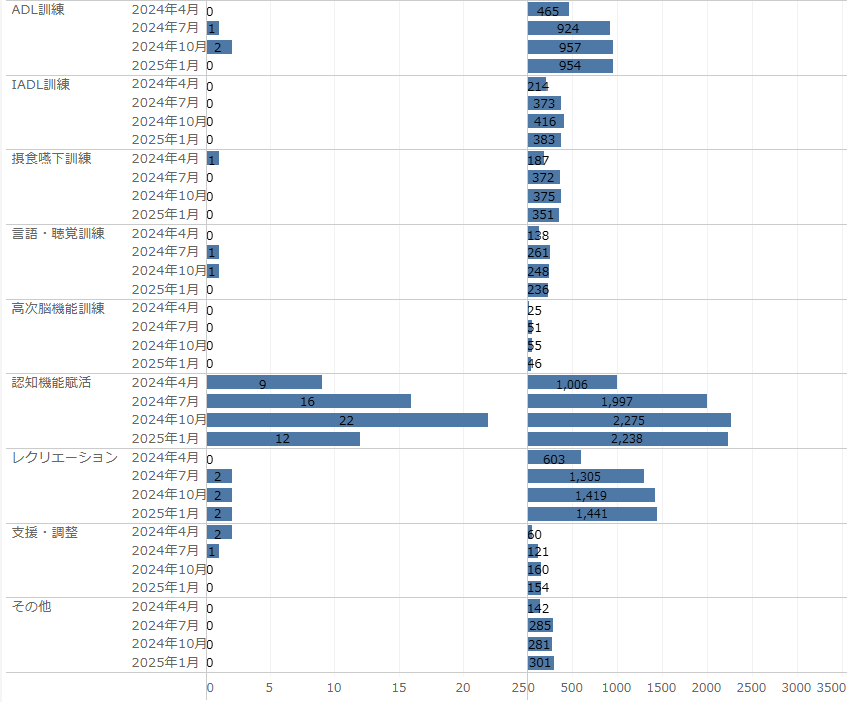 ADL訓練 2024年4月 0 465
2024年7月 1 924
2024年10月 2 957
2025年1月 0 954
IADL訓練 2024年4月 0 214
2024年7月 0 373
2024年10月 0 416
2025年1月 0 383
摂食嚥下訓練 2024年4月 1 187
2024年7月 0 372
2024年10月 0 375
2025年1月 0 351
言語・聴覚訓練 2024年4月 0 138
2024年7月 1 261
2024年10月 1 248
2025年1月 0 236
高次脳機能訓練 2024年4月 0 25
2024年7月 0 51
2024年10月 0 55
2025年1月 0 46
認知機能賦活 2024年4月 9 1,006
2024年7月 16 1,997
2024年10月 22 2,275
2025年1月 12 2,238
レクリエーション 2024年4月 0 603
2024年7月 2 1,305
2024年10月 2 1,419
2025年1月 2 1,441
支援・調整 2024年4月 2 60
2024年7月 1 121
2024年10月 0 160
2025年1月 0 154
その他 2024年4月 0 142
2024年7月 0 285
2024年10月 0 281
2025年1月 0 301
0 5 10 15 20 25 0 500 1000 1500 2000 2500 3000 3500